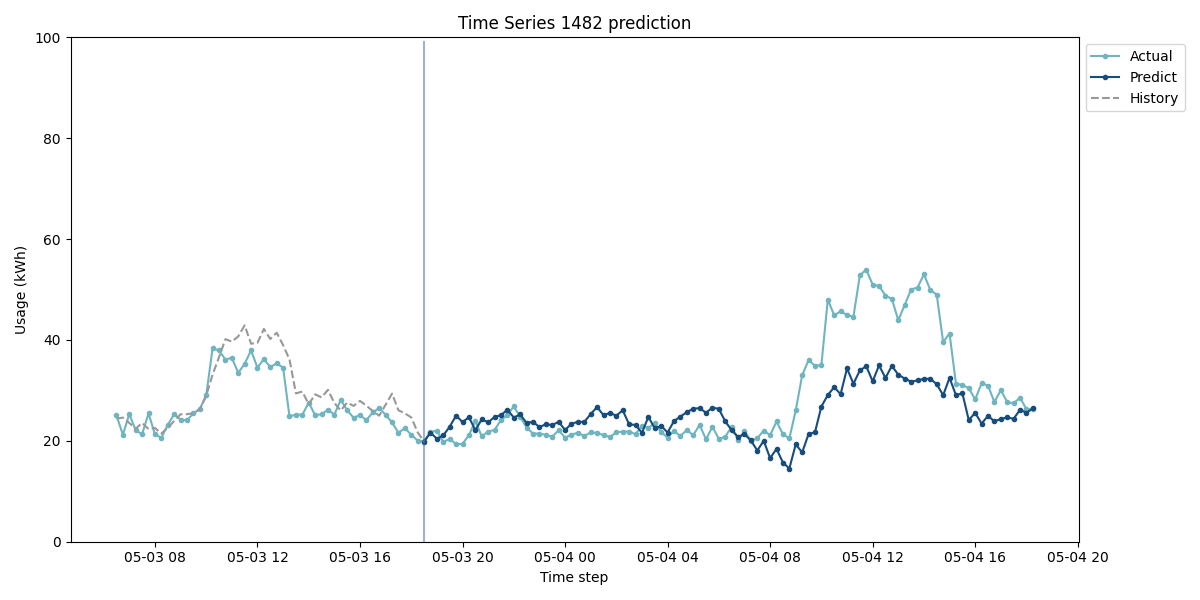 Time Series 1482 prediction
100
80
60
40
20
0
Usage (kWh)
05-03 08
05-03 12
05-03 16
05-03 20
05-04 00
05-04 04
05-04 08
05-04 12
05-04 16
05-04 20
Time step
Actual
Predict
History